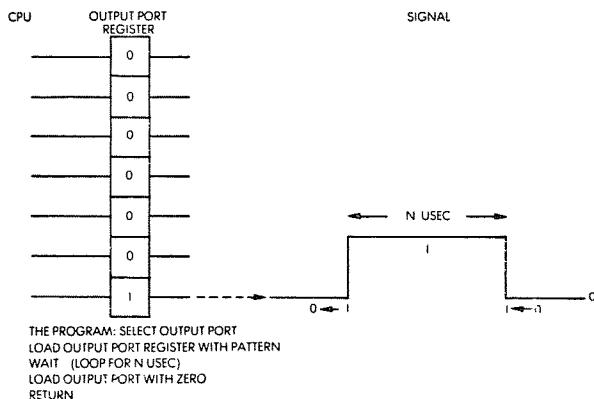 CPU
OUTPUT PORT
REGISTER
SIGNAL
0
0
0
0
0
0
1
N USEC
1
0 1
1 0
0
THE PROGRAM: SELECT OUTPUT PORT
LOAD OUTPUT PORT REGISTER WITH PATTERN
WAIT (LOOP FOR N USEC)
LOAD OUTPUT PORT WITH ZERO
RETURN